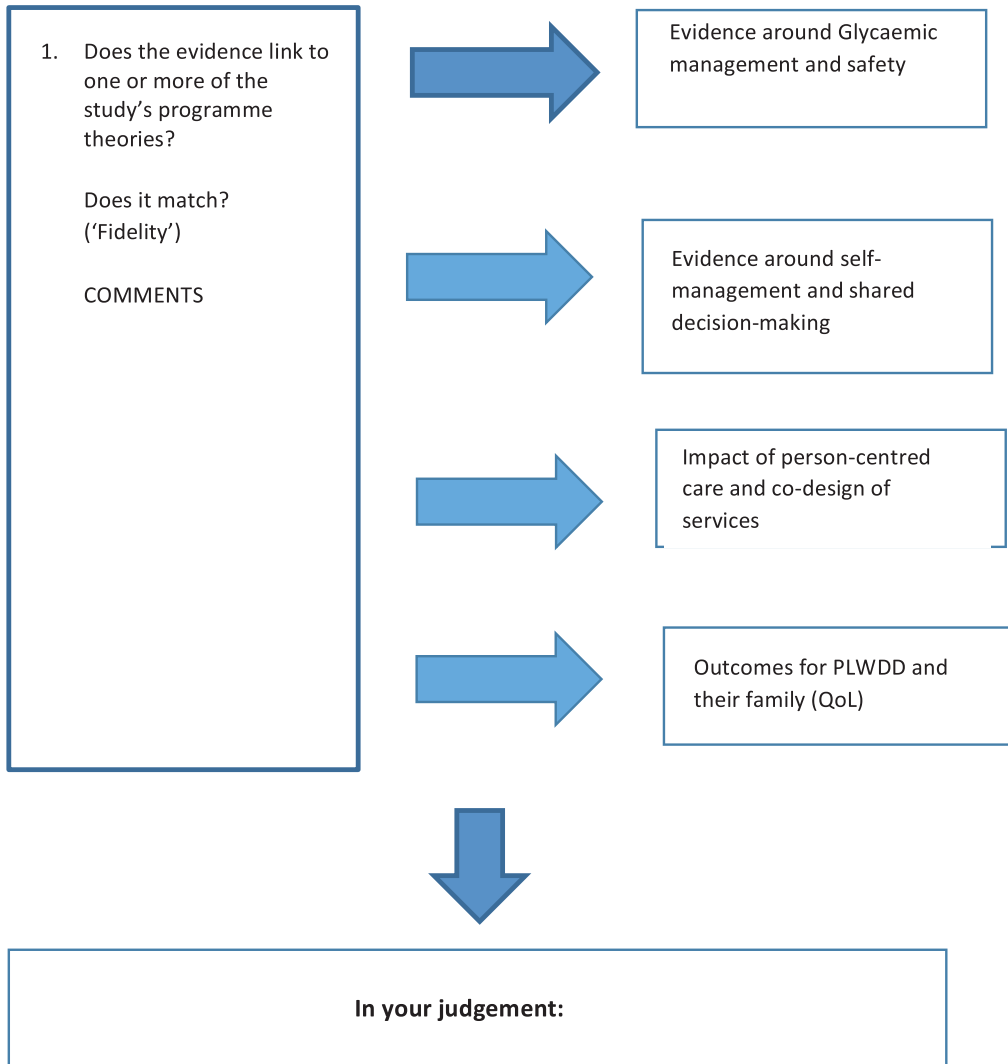 1. Does the evidence link to
one or more of the
study’s programme
theories?
Does it match?
(‘Fidelity’)
COMMENTS
Evidence around Glycaemic
management and safety
Evidence around self-
management and shared
decision-making
Impact of person-centred
care and co-design of
services
Outcomes for PLWDD and
their family (QoL)
In your judgement: